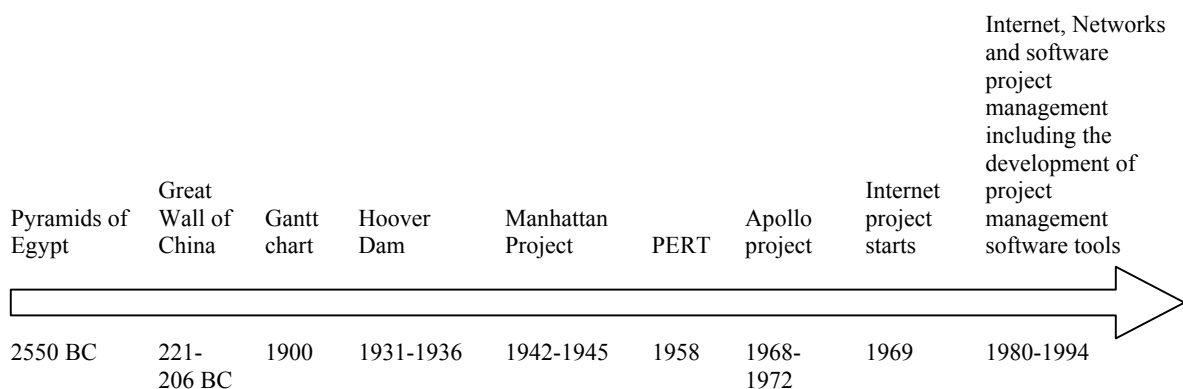 Pyramids of
Egypt
Great
Wall of
China
Gantt
chart
Hoover
Dam
Manhattan
Project
PERT
Apollo
project
Internet
project
starts
Internet, Networks
and software
project
management
including the
development of
project
management
software tools
2550 BC
221-
206 BC
1900
1931-1936
1942-1945
1958
1968-
1972
1969
1980-1994